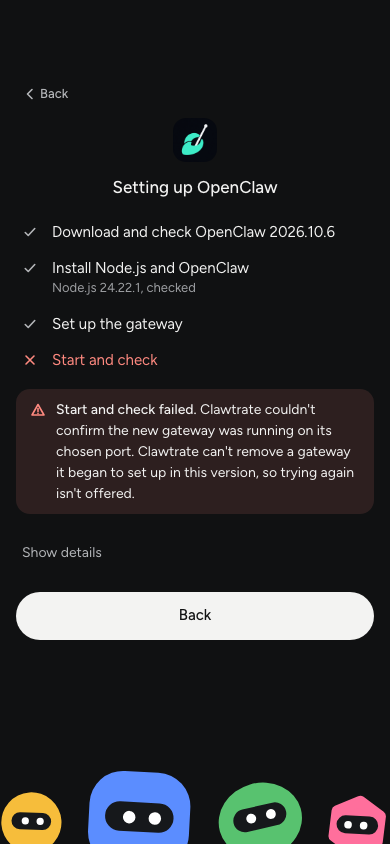 Back
Setting up OpenClaw
Download and check OpenClaw 2026.10.6
Install Node.js and OpenClaw
Node.js 24.22.1, checked
Set up the gateway
Start and check
Start and check failed. Clawtrate couldn't
confirm the new gateway was running on its
chosen port. Clawtrate can't remove a gateway
it began to set up in this version, so trying again
isn't offered.
Show details
Back